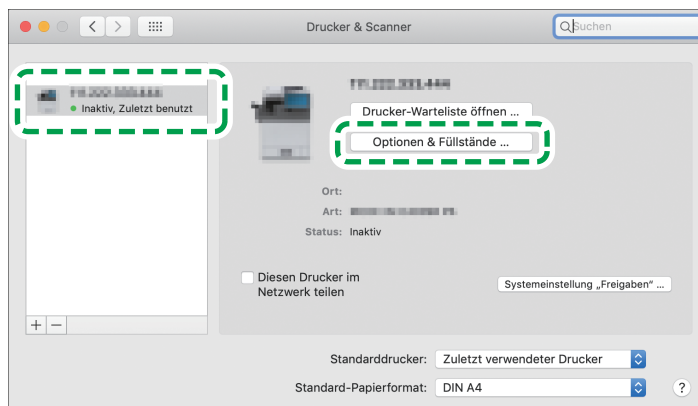 Drucker & Scanner
Suchen
Inaktiv, Zuletzt benutzt
Drucker-Warteliste öffnen ...
Optionen & Füllstände ...
Ort:
Art:
Status: Inaktiv
Diesen Drucker im
Netzwerk teilen
Systemeinstellung „Freigaben“ ...
+ −
Standarddrucker: Zuletzt verwendeter Drucker
Standard-Papierformat: DIN A4
?